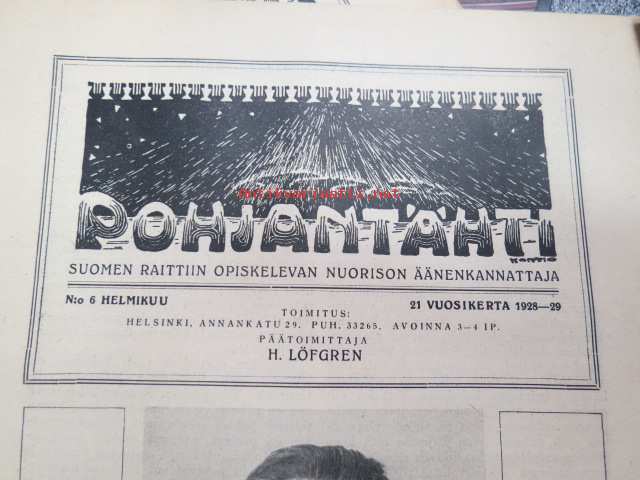 POHJANTÄHTI
SUOMEN RAITTIIN OPISKELEVAN NUORISON ÄÄNENKANNATTAJA
N:o 6 HELMIKUU 21 VUOSIKERTA 1928—29
TOIMITUS:
HELSINKI, ANNANKATU 29. PUH. 33265. AVOINNA 3—4 IP.
PÄÄTOIMITTAJA
H. LÖFGREN